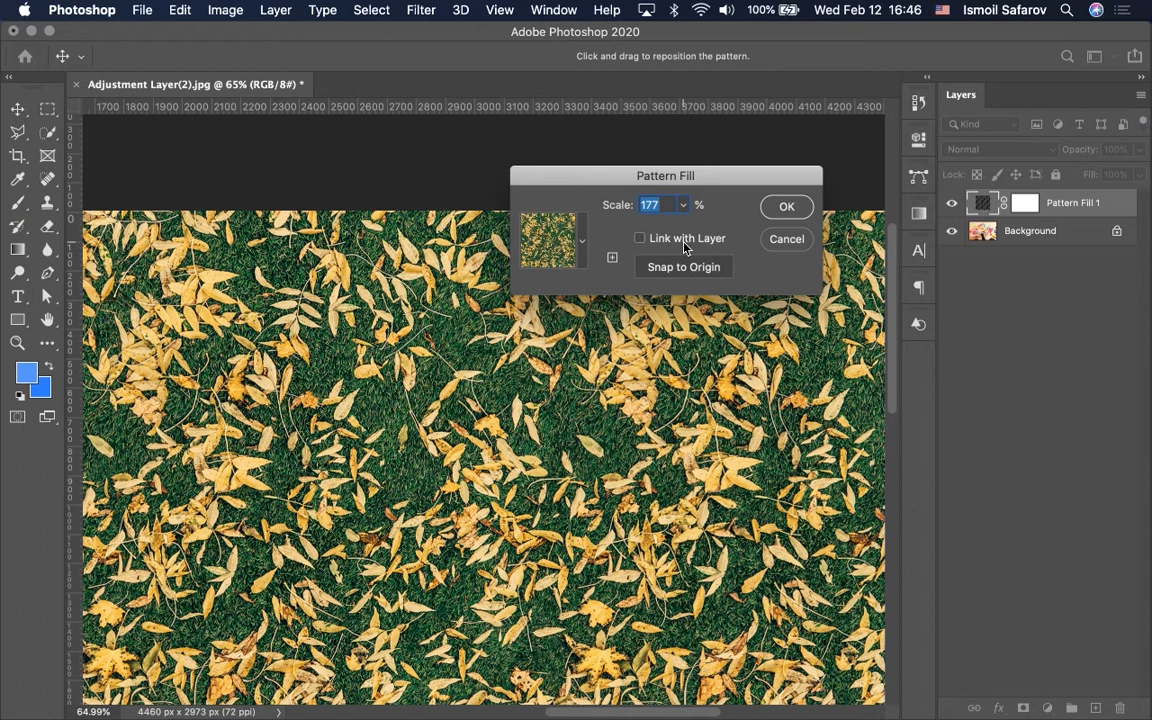 Photoshop File Edit Image Layer Type Select Filter 3D View Window Help 100% Wed Feb 12 16:46 Ismoil Safarov
Adobe Photoshop 2020
Click and drag to reposition the pattern.
Adjustment Layer(2).jpg @ 65% (RGB/8#) *
1700 1800 1900 2000 2100 2200 2300 2400 2500 2600 2700 2800 2900 3000 3100 3200 3300 3400 3500 3600 3700 3800 3900 4000 4100 4200 4300
Layers
Kind
Normal Opacity: 100%
Lock: Fill: 100%
Pattern Fill 1
Background
Pattern Fill
Scale: 177 %
OK
Link with Layer
Cancel
Snap to Origin
64.99% 4460 px x 2973 px (72 ppi)